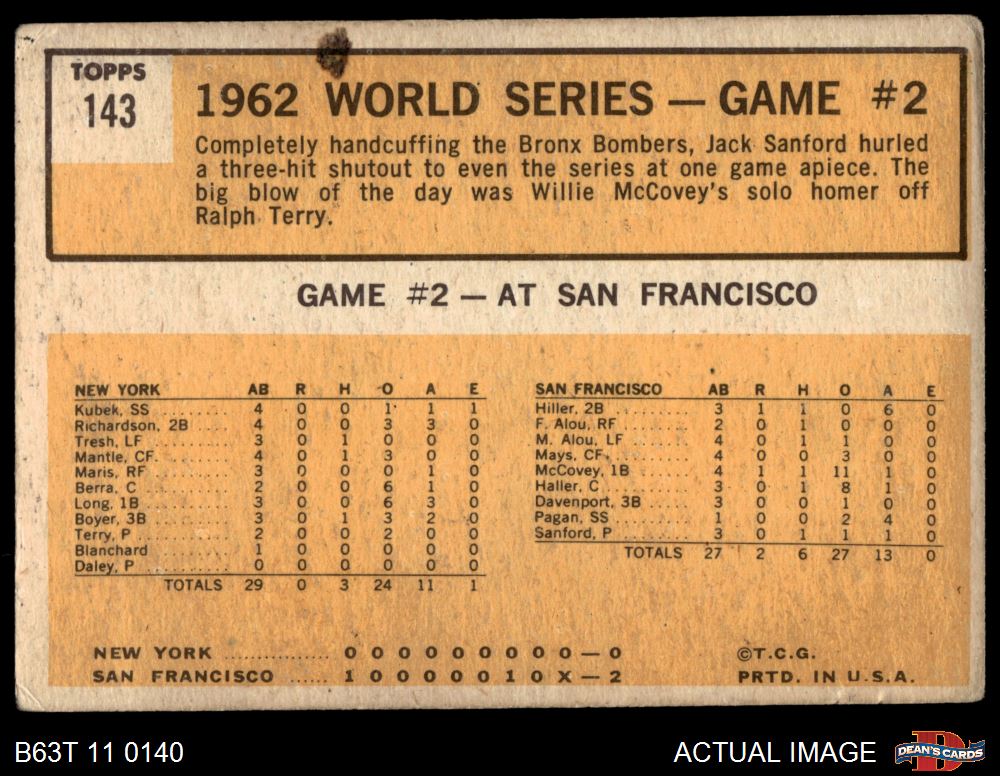 TOPPS
143
1962 WORLD SERIES — GAME #2
Completely handcuffing the Bronx Bombers, Jack Sanford hurled
a three-hit shutout to even the series at one game apiece. The
big blow of the day was Willie McCovey's solo homer off
Ralph Terry.
GAME #2 — AT SAN FRANCISCO
NEW YORK AB R H O A E
Kubek, SS ........ 4 0 0 1 1 1
Richardson, 2B .... 4 0 0 3 3 0
Tresh, LF ........ 3 0 1 0 0 0
Mantle, CF ........ 4 0 1 3 0 0
Maris, RF ........ 3 0 0 0 1 0
Berra, C ........ 2 0 0 6 1 0
Long, 1B ........ 3 0 0 6 3 0
Boyer, 3B ........ 3 0 1 3 2 0
Terry, P ........ 2 0 0 2 0 0
Blanchard ........ 1 0 0 0 0 0
Daley, P ........ 0 0 0 0 0 0
TOTALS 29 0 3 24 11 1
SAN FRANCISCO AB R H O A E
Hiller, 2B ........ 3 1 1 0 6 0
F. Alou, RF ...... 2 0 1 0 0 0
M. Alou, LF ...... 4 0 1 1 0 0
Mays, CF ........ 4 0 0 3 0 0
McCovey, 1B ...... 4 1 1 11 1 0
Haller, C ........ 3 0 1 8 1 0
Davenport, 3B .... 3 0 0 1 0 0
Pagan, SS ........ 1 0 0 2 4 0
Sanford, P ........ 3 0 1 1 1 0
TOTALS 27 2 6 27 13 0
NEW YORK ................ 0 0 0 0 0 0 0 0 0 — 0
SAN FRANCISCO ...... 1 0 0 0 0 0 1 0 X — 2
©T.C.G.
PRTD. IN U.S.A.
B63T 11 0140
ACTUAL IMAGE
D
DEAN'S CARDS